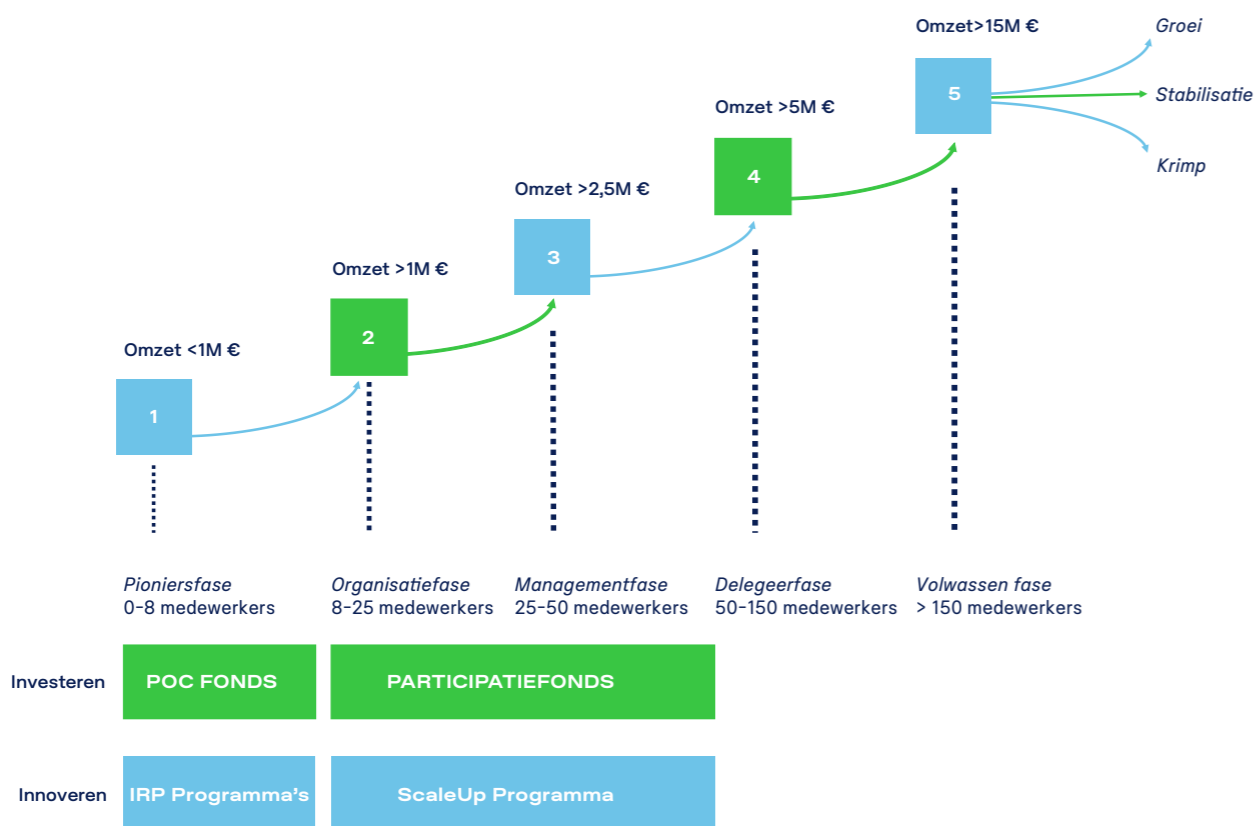 Omzet>15M €
Groei
5
Stabilisatie
Krimp
Omzet >5M €
4
Omzet >2,5M €
3
Omzet >1M €
2
Omzet <1M €
1
Pioniersfase
0-8 medewerkers
Organisatiefase
8-25 medewerkers
Managementfase
25-50 medewerkers
Delegeerfase
50-150 medewerkers
Volwassen fase
> 150 medewerkers
Investeren
POC FONDS
PARTICIPATIEFONDS
Innoveren
IRP Programma's
ScaleUp Programma